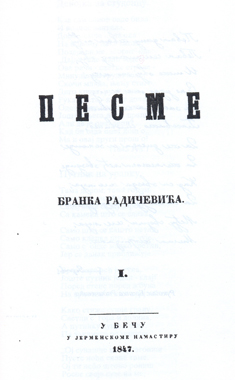 ПЕСМЕ
БРАНКА РАДИЧЕВИЋА.
I.
У БЕЧУ
У ЈЕРМЕНСКОМЕ НАМАСТИРУ
1847.